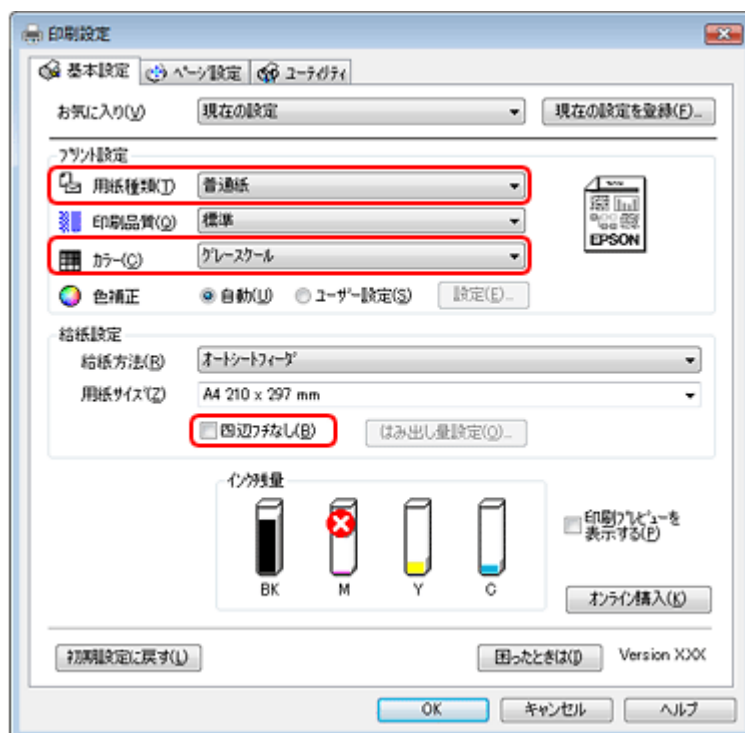 印刷設定
基本設定 ページ設定 ユーティリティ
お気に入り(V) 現在の設定 現在の設定を登録(F)...
プリント設定
用紙種類(T) 普通紙
印刷品質(Q) 標準
カラー(C) グレースケール
EPSON
色補正 自動(U) ユーザー設定(S) 設定(E)...
給紙設定
給紙方法(R) オートシートフィーダ
用紙サイズ(Z) A4 210 x 297 mm
四辺フチなし(B) はみ出し量設定(O)...
インク残量
BK M Y C
印刷プレビューを
表示する(P)
オンライン購入(K)
初期設定に戻す(L) 困ったときは(I) Version XXX
OK キャンセル ヘルプ